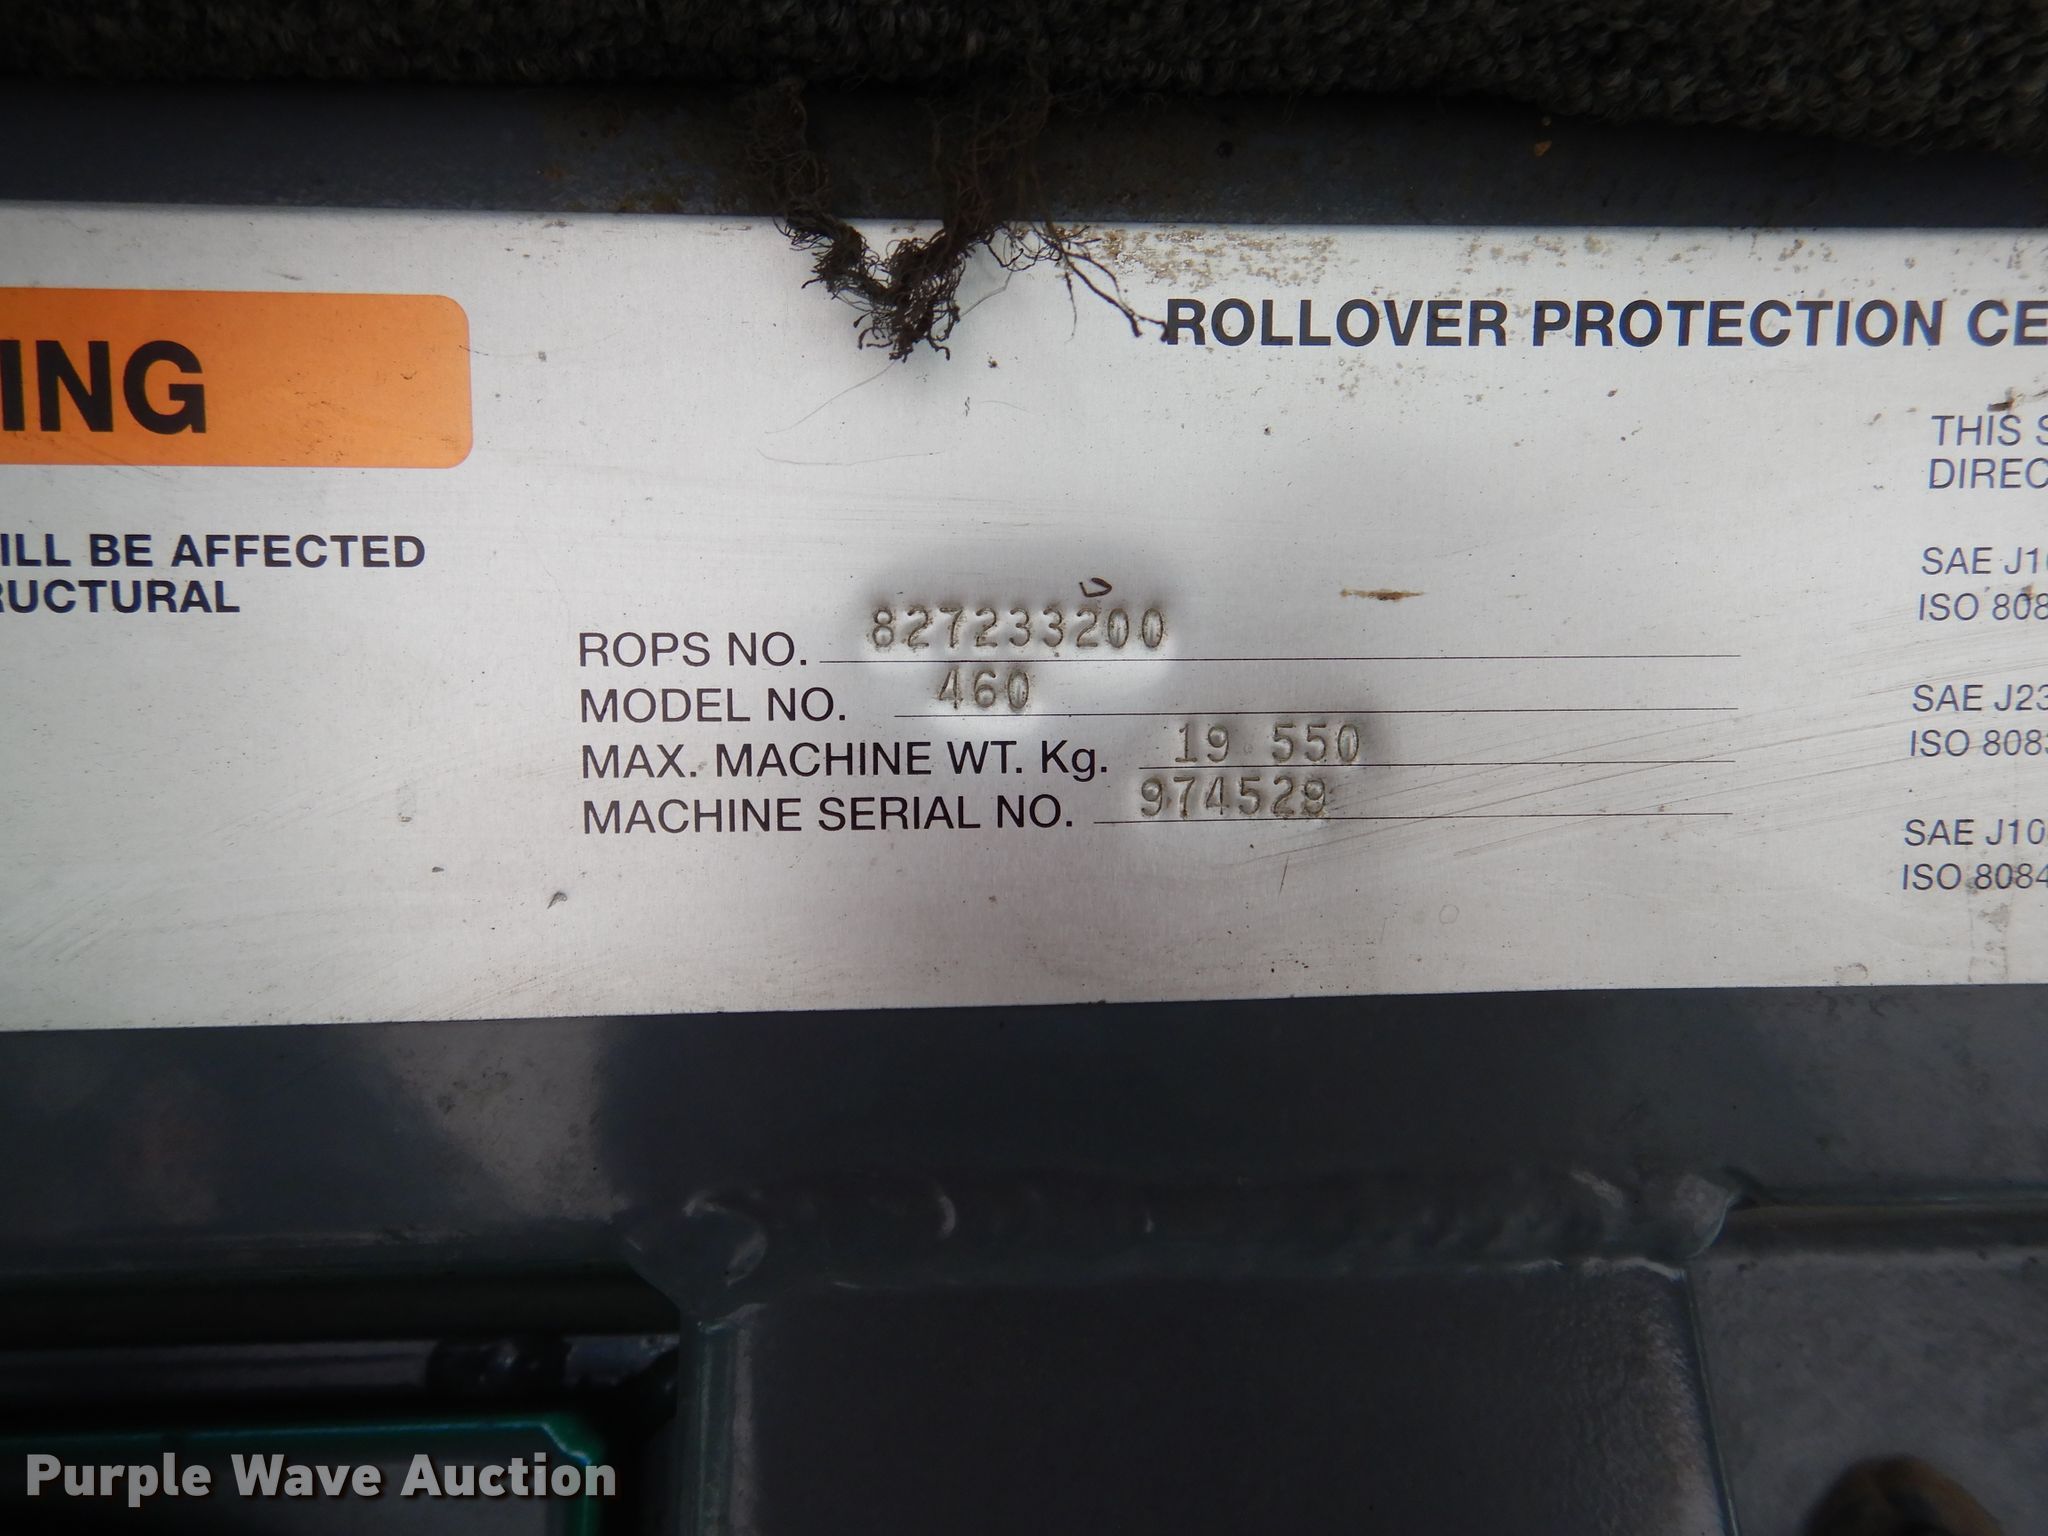 ING
ILL BE AFFECTED
RUCTURAL
ROLLOVER PROTECTION CE
ROPS NO. 827233200
MODEL NO. 460
MAX. MACHINE WT. Kg. 19 550
MACHINE SERIAL NO. 974529
THIS S
DIREC
SAE J10
ISO 808
SAE J23
ISO 8083
SAE J10
ISO 8084
Purple Wave Auction